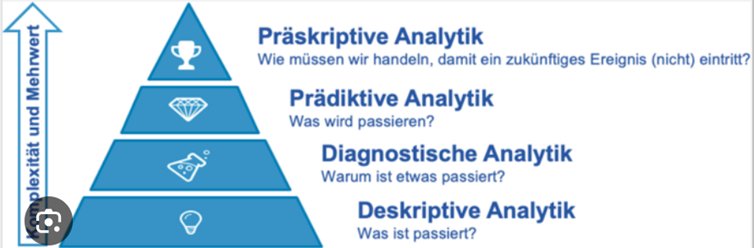 Komplexität und Mehrwert
Präskriptive Analytik
Wie müssen wir handeln, damit ein zukünftiges Ereignis (nicht) eintritt?
Prädiktive Analytik
Was wird passieren?
Diagnostische Analytik
Warum ist etwas passiert?
Deskriptive Analytik
Was ist passiert?